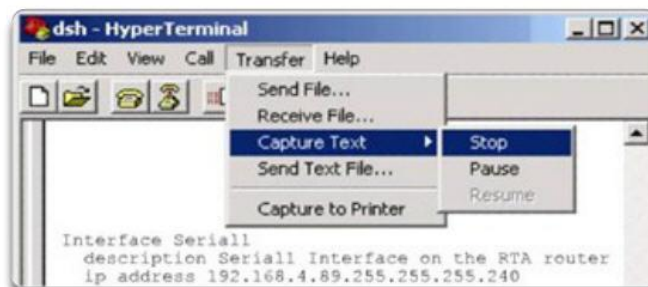 dsh - HyperTerminal
File Edit View Call Transfer Help
Send File...
Receive File...
Capture Text
Stop
Send Text File...
Pause
Resume
Capture to Printer
Interface Serial1
description Serial1 Interface on the RTA router
ip address 192.168.4.89.255.255.255.240